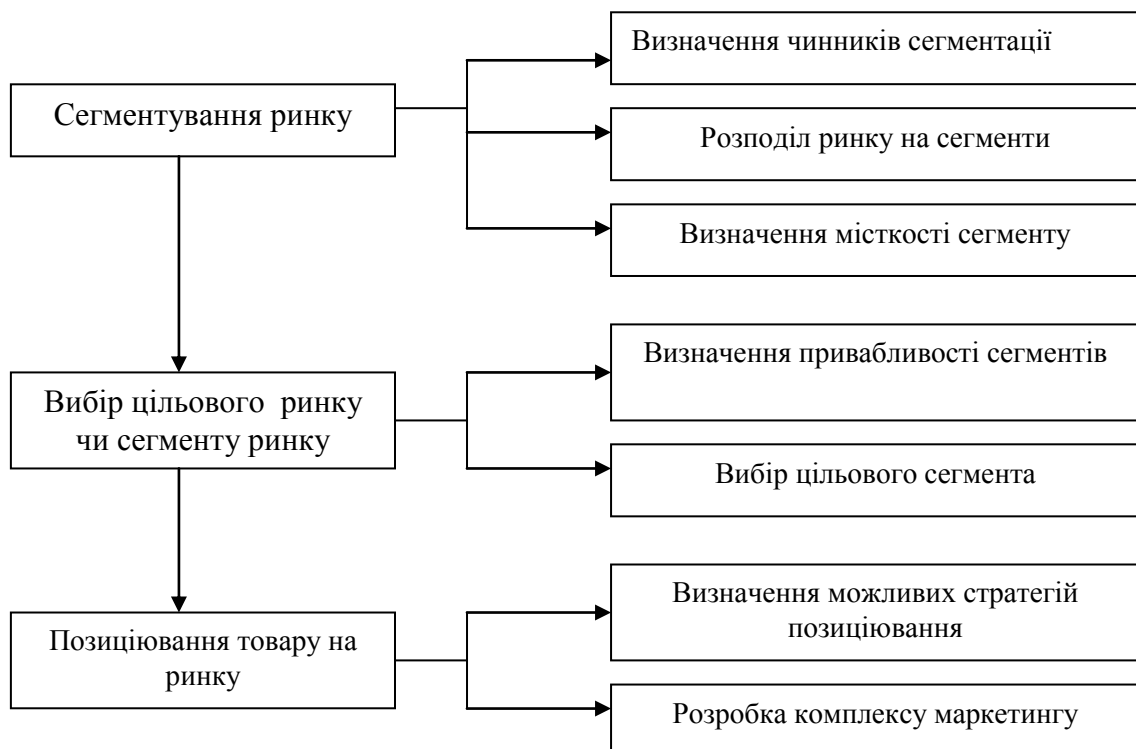 Сегментування ринку
Визначення чинників сегментації
Розподіл ринку на сегменти
Визначення місткості сегменту
Вибір цільового ринку
чи сегменту ринку
Визначення привабливості сегментів
Вибір цільового сегмента
Позиціювання товару на
ринку
Визначення можливих стратегій
позиціювання
Розробка комплексу маркетингу